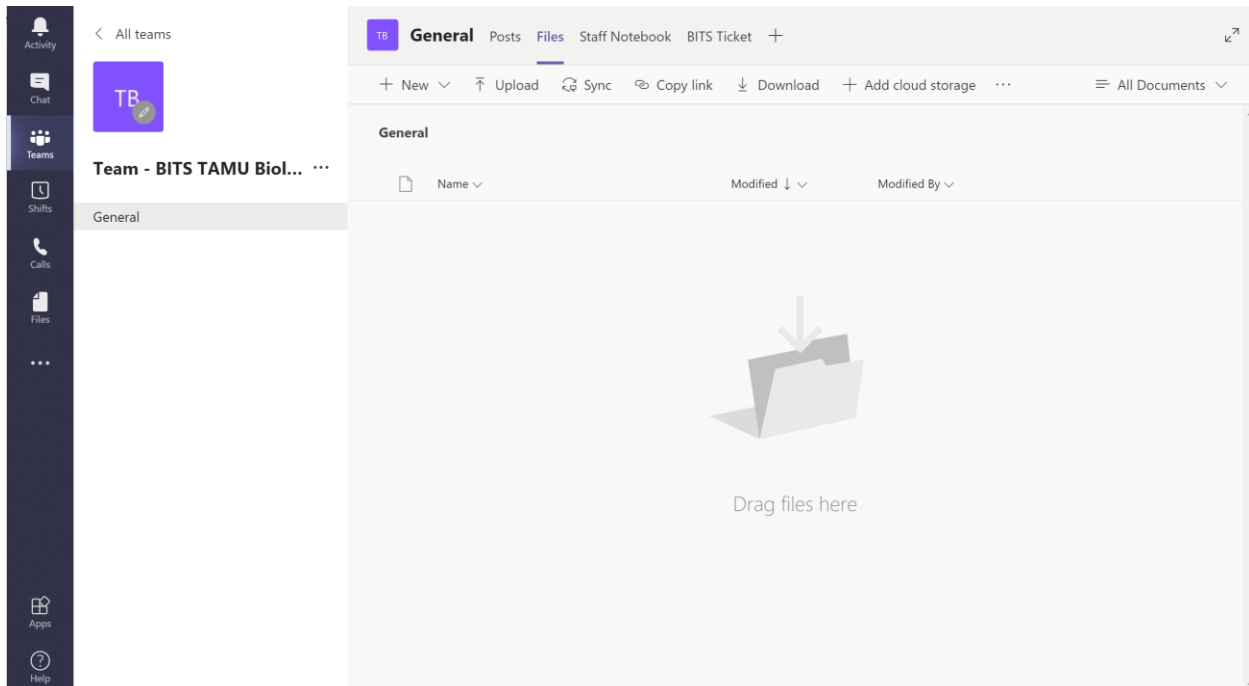 Activity
Chat
Teams
Shifts
Calls
Files
Apps
Help
All teams
TB
Team - BITS TAMU Biol... ...
General
TB General Posts Files Staff Notebook BITS Ticket
New Upload Sync Copy link Download Add cloud storage ... All Documents
General
Name Modified Modified By
Drag files here